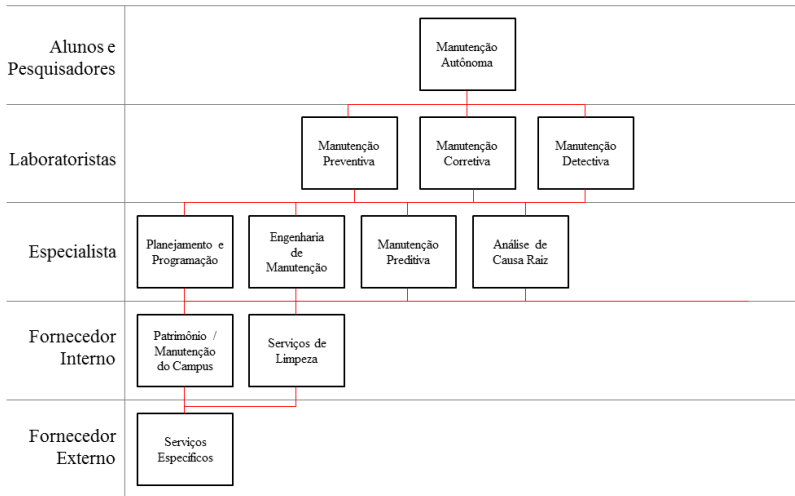 Alunos e
Pesquisadores
Manutenção
Autônoma
Laboratoristas
Manutenção
Preventiva
Manutenção
Corretiva
Manutenção
Detectiva
Especialista
Planejamento e
Programação
Engenharia
de
Manutenção
Manutenção
Preditiva
Análise de
Causa Raiz
Fornecedor
Interno
Patrimônio /
Manutenção
do Campus
Serviços de
Limpeza
Fornecedor
Externo
Serviços
Específicos